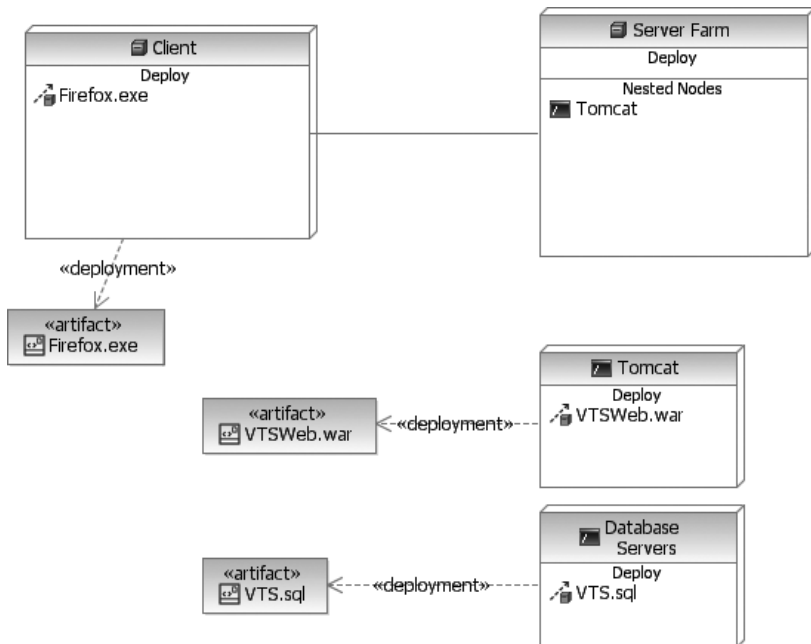 Client
Deploy
Firefox.exe
Server Farm
Deploy
Nested Nodes
Tomcat
«deployment»
«artifact»
Firefox.exe
Tomcat
Deploy
VTSWeb.war
«deployment»
«artifact»
VTSWeb.war
Database
Servers
Deploy
VTS.sql
«deployment»
«artifact»
VTS.sql